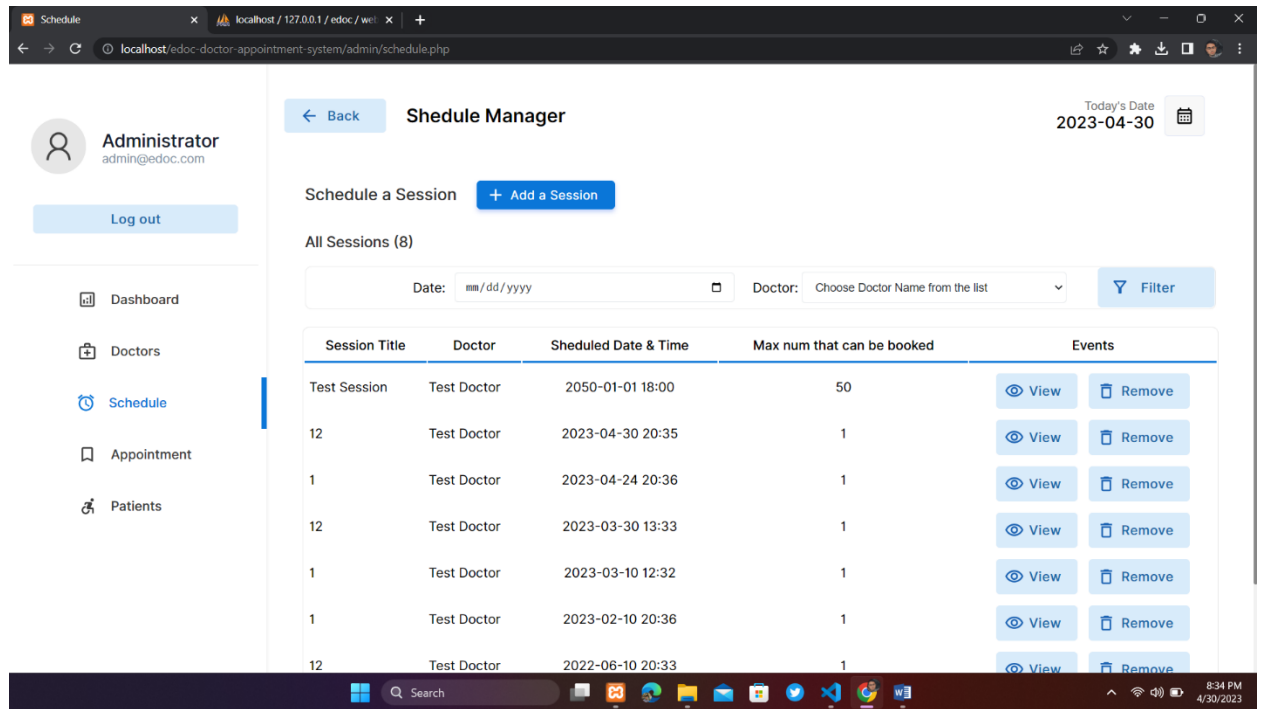 Schedule
localhost / 127.0.0.1 / edoc / web
localhost/edoc-doctor-appointment-system/admin/schedule.php
Administrator
admin@edoc.com
Log out
Dashboard
Doctors
Schedule
Appointment
Patients
Back
Shedule Manager
Today's Date
2023-04-30
Schedule a Session
+ Add a Session
All Sessions (8)
Date: mm/dd/yyyy Doctor: Choose Doctor Name from the list Filter
Session Title Doctor Sheduled Date & Time Max num that can be booked Events
Test Session Test Doctor 2050-01-01 18:00 50 View Remove
12 Test Doctor 2023-04-30 20:35 1 View Remove
1 Test Doctor 2023-04-24 20:36 1 View Remove
12 Test Doctor 2023-03-30 13:33 1 View Remove
1 Test Doctor 2023-03-10 12:32 1 View Remove
1 Test Doctor 2023-02-10 20:36 1 View Remove
12 Test Doctor 2022-06-10 20:33 1 View Remove
Search
8:34 PM
4/30/2023